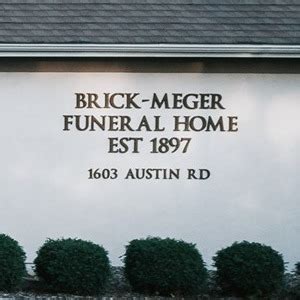 BRICK-MEGER
FUNERAL HOME
EST 1897
1603 AUSTIN RD